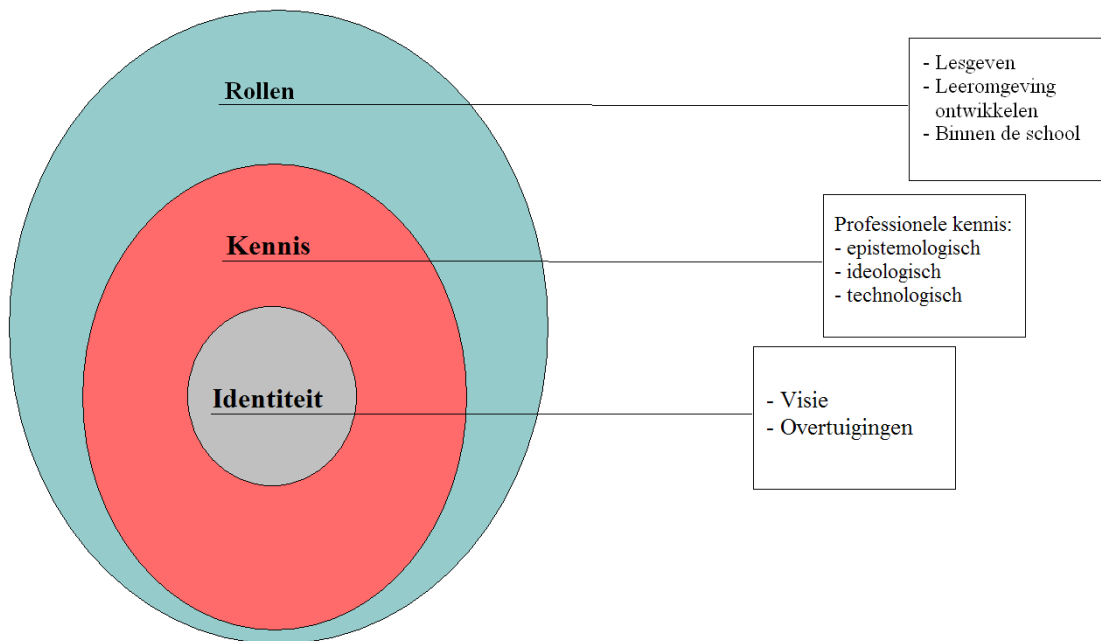 Rollen
- Lesgeven
- Leeromgeving
ontwikkelen
- Binnen de school
Kennis
Professionele kennis:
- epistemologisch
- ideologisch
- technologisch
Identiteit
- Visie
- Overtuigingen